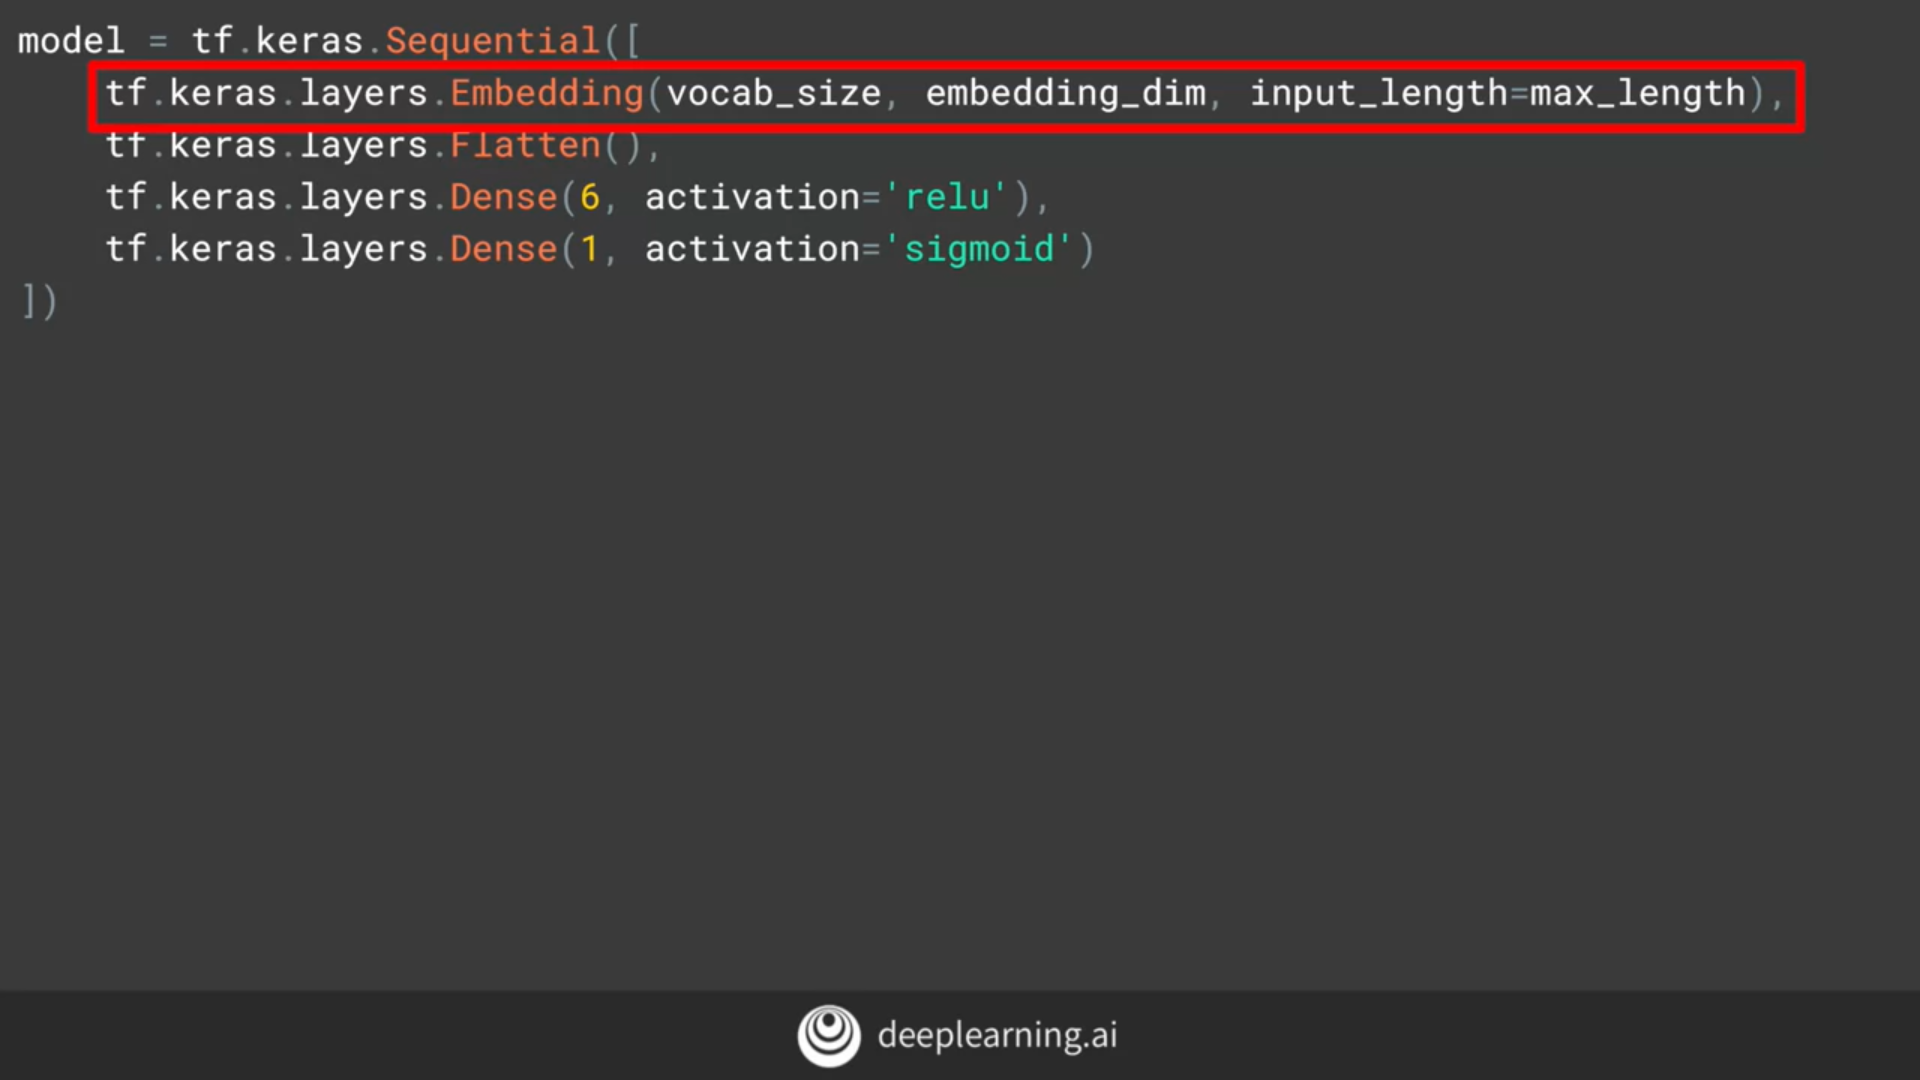 model = tf.keras.Sequential([
    tf.keras.layers.Embedding(vocab_size, embedding_dim, input_length=max_length),
    tf.keras.layers.Flatten(),
    tf.keras.layers.Dense(6, activation='relu'),
    tf.keras.layers.Dense(1, activation='sigmoid')
])
deeplearning.ai